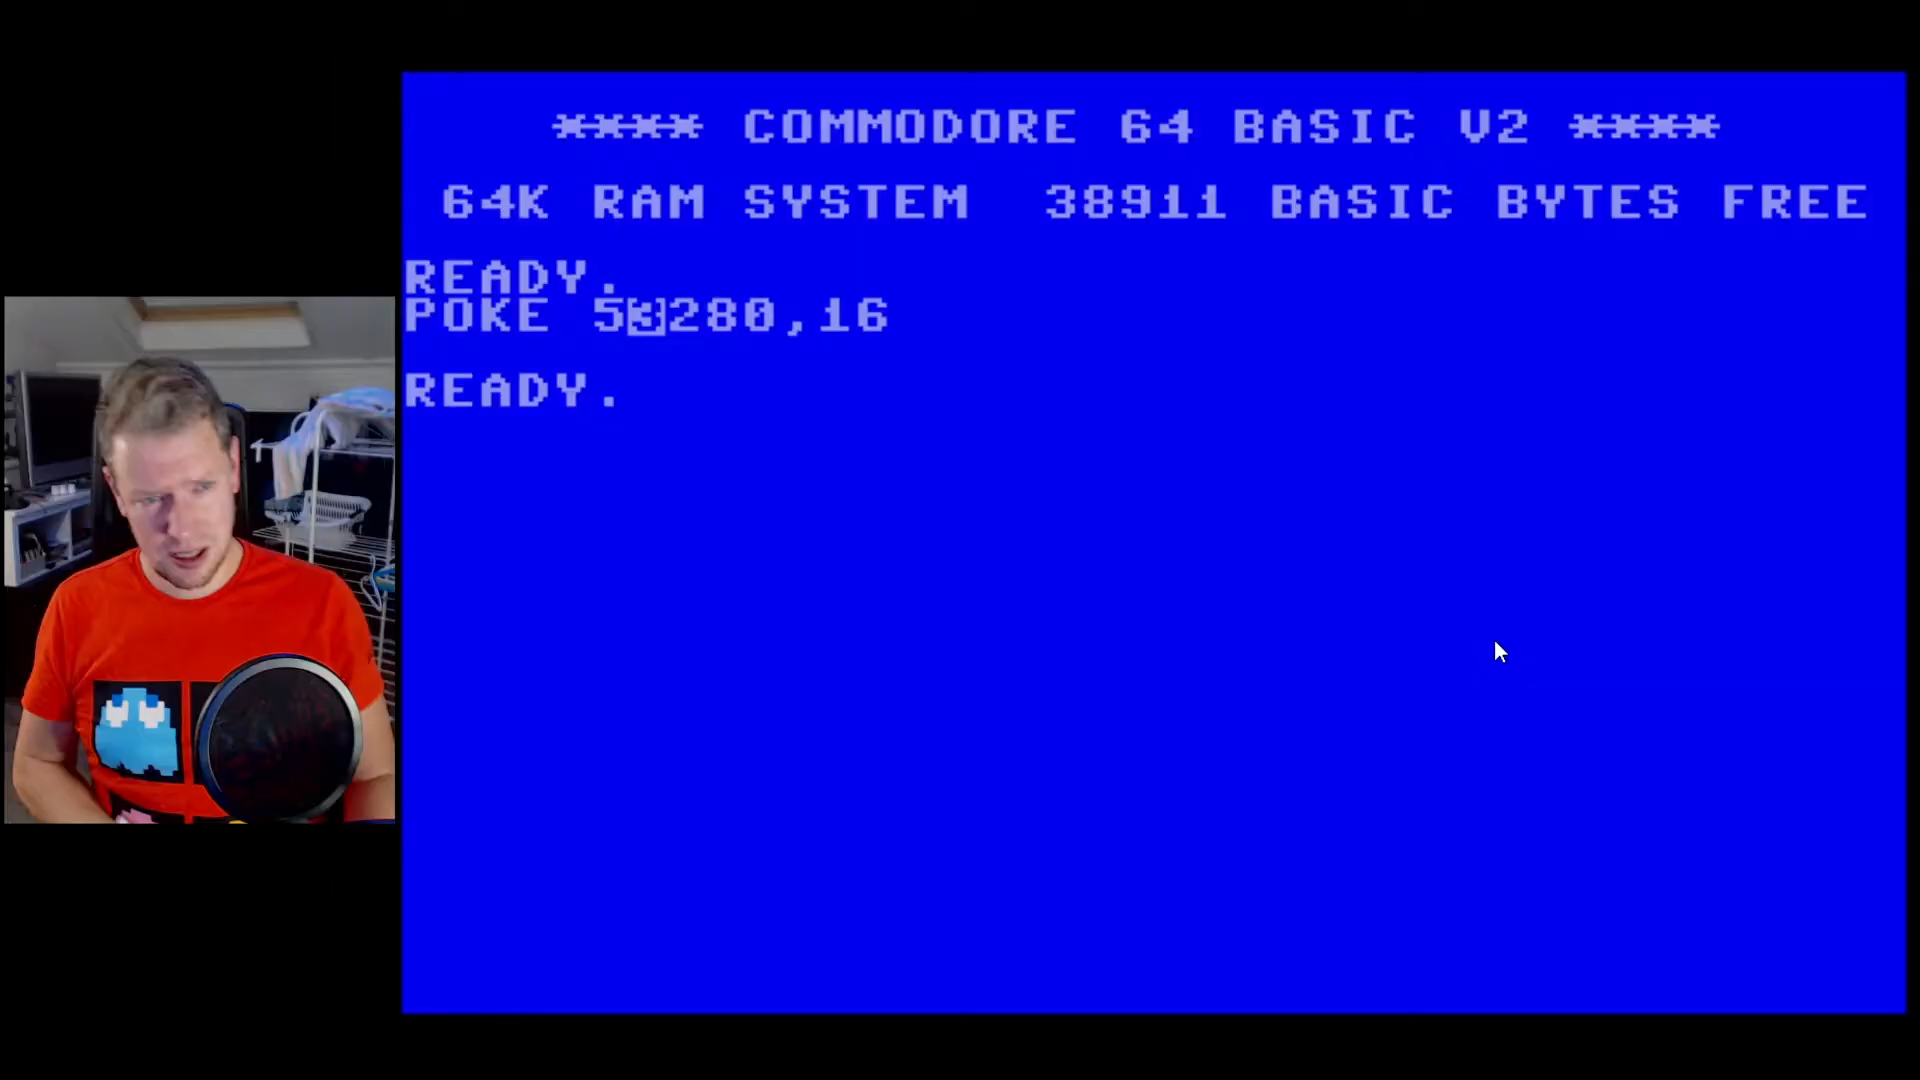 **** COMMODORE 64 BASIC V2 ****
64K RAM SYSTEM  38911 BASIC BYTES FREE
READY.
POKE 53280,16
READY.